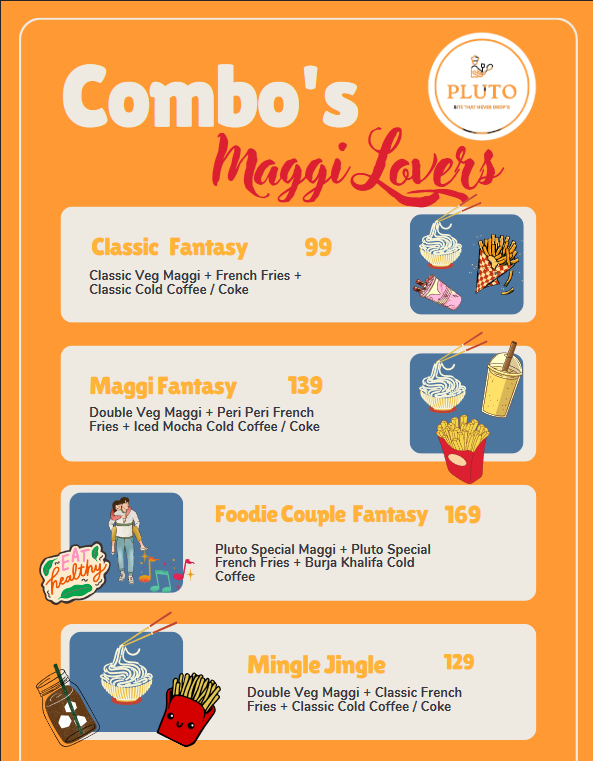 Combo's
PLUTO
BITE THAT NEVER DROP'S
Maggi Lovers
Classic Fantasy 99
Classic Veg Maggi + French Fries +
Classic Cold Coffee / Coke
Maggi Fantasy 139
Double Veg Maggi + Peri Peri French
Fries + Iced Mocha Cold Coffee / Coke
Foodie Couple Fantasy 169
Pluto Special Maggi + Pluto Special
French Fries + Burja Khalifa Cold
Coffee
EAT
healthy
Mingle Jingle 129
Double Veg Maggi + Classic French
Fries + Classic Cold Coffee / Coke